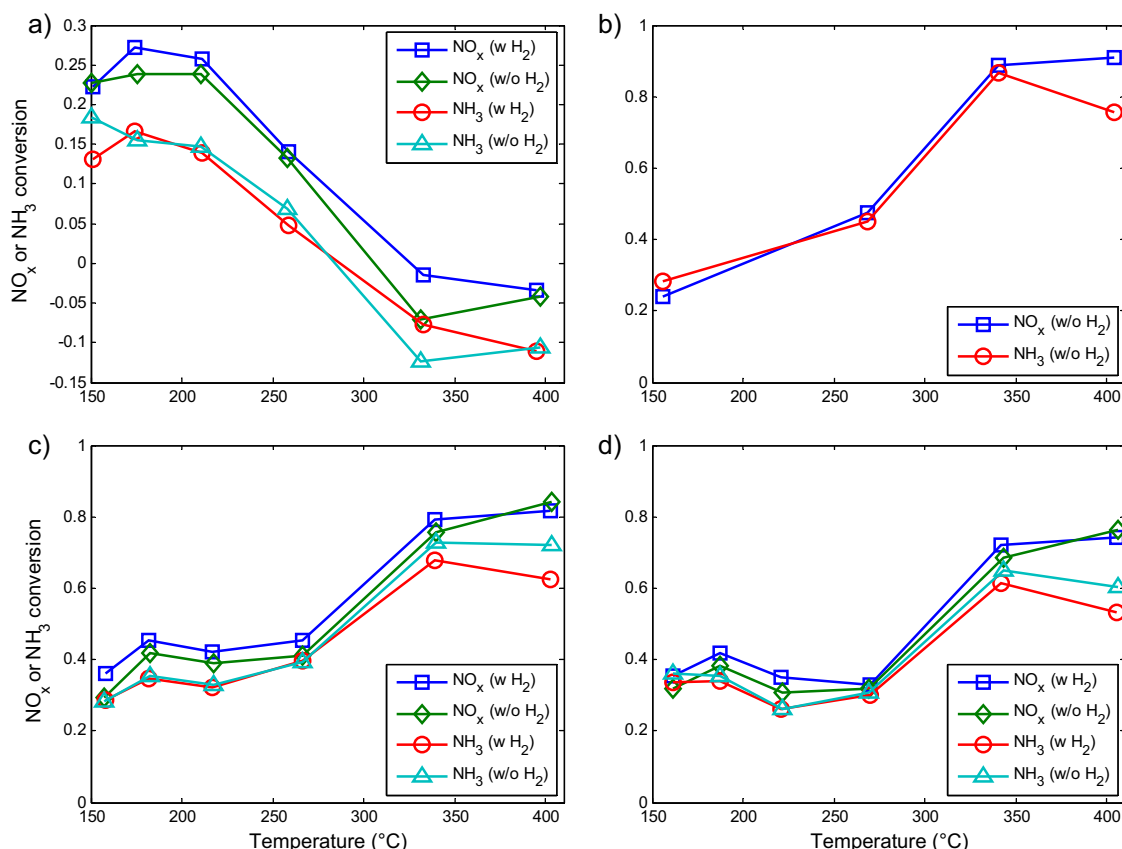 a)
NOx or NH3 conversion
0.3
0.25
0.2
0.15
0.1
0.05
0
-0.05
-0.1
-0.15
150 200 250 300 350 400
NOx (w H2)
NOx (w/o H2)
NH3 (w H2)
NH3 (w/o H2)
b)
1
0.8
0.6
0.4
0.2
0
150 200 250 300 350 400
NOx (w/o H2)
NH3 (w/o H2)
c)
NOx or NH3 conversion
1
0.8
0.6
0.4
0.2
0
150 200 250 300 350 400
Temperature (°C)
NOx (w H2)
NOx (w/o H2)
NH3 (w H2)
NH3 (w/o H2)
d)
1
0.8
0.6
0.4
0.2
0
150 200 250 300 350 400
Temperature (°C)
NOx (w H2)
NOx (w/o H2)
NH3 (w H2)
NH3 (w/o H2)